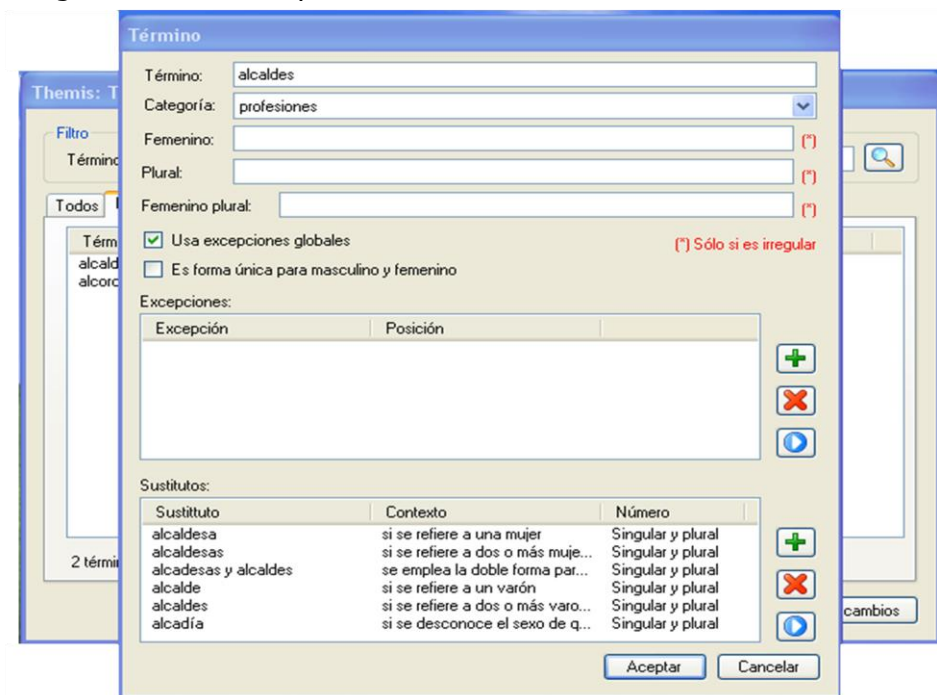 Término
Themis: T
Término: alcaldes
Categoría: profesiones
Filtro
Femenino: (*)
Término
Plural: (*)
Todos
Femenino plural: (*)
Usa excepciones globales (*) Sólo si es irregular
Es forma única para masculino y femenino
Térm
alcald
alcorc
Excepciones:
Excepción Posición
Sustitutos:
Sustittuto Contexto Número
alcaldesa si se refiere a una mujer Singular y plural
alcaldesas si se refiere a dos o más muje... Singular y plural
alcadesas y alcaldes se emplea la doble forma par... Singular y plural
alcalde si se refiere a un varón Singular y plural
alcaldes si se refiere a dos o más varo... Singular y plural
alcadía si se desconoce el sexo de q... Singular y plural
2 térmi
cambios
Aceptar Cancelar